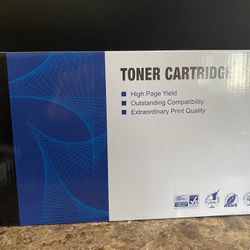 TONER CARTRIDGE
High Page Yield
Outstanding Compatibility
Extraordinary Print Quality